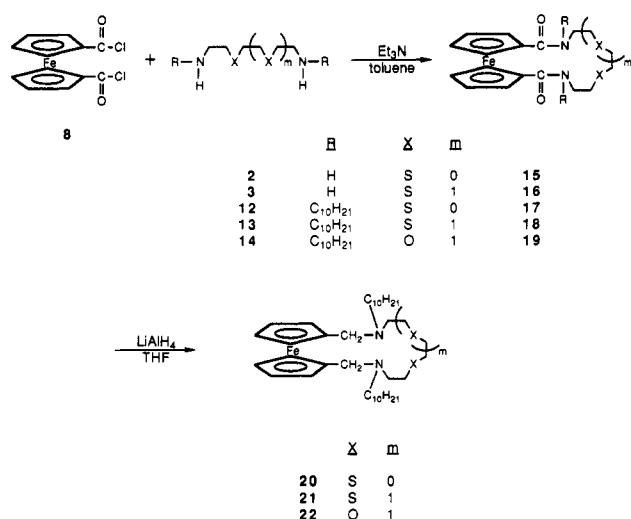 O
C-Cl
Fe
C-Cl
O
8
+
R N H X ( X )m N H R
Et₃N
toluene
O R
C N
X
Fe
X
C N
O R
m
R X m
2 H S 0 15
3 H S 1 16
12 C₁₀H₂₁ S 0 17
13 C₁₀H₂₁ S 1 18
14 C₁₀H₂₁ O 1 19
LiAlH₄
THF
C₁₀H₂₁
CH₂-N
X
Fe
m
X
CH₂-N
C₁₀H₂₁
X m
20 S 0
21 S 1
22 O 1